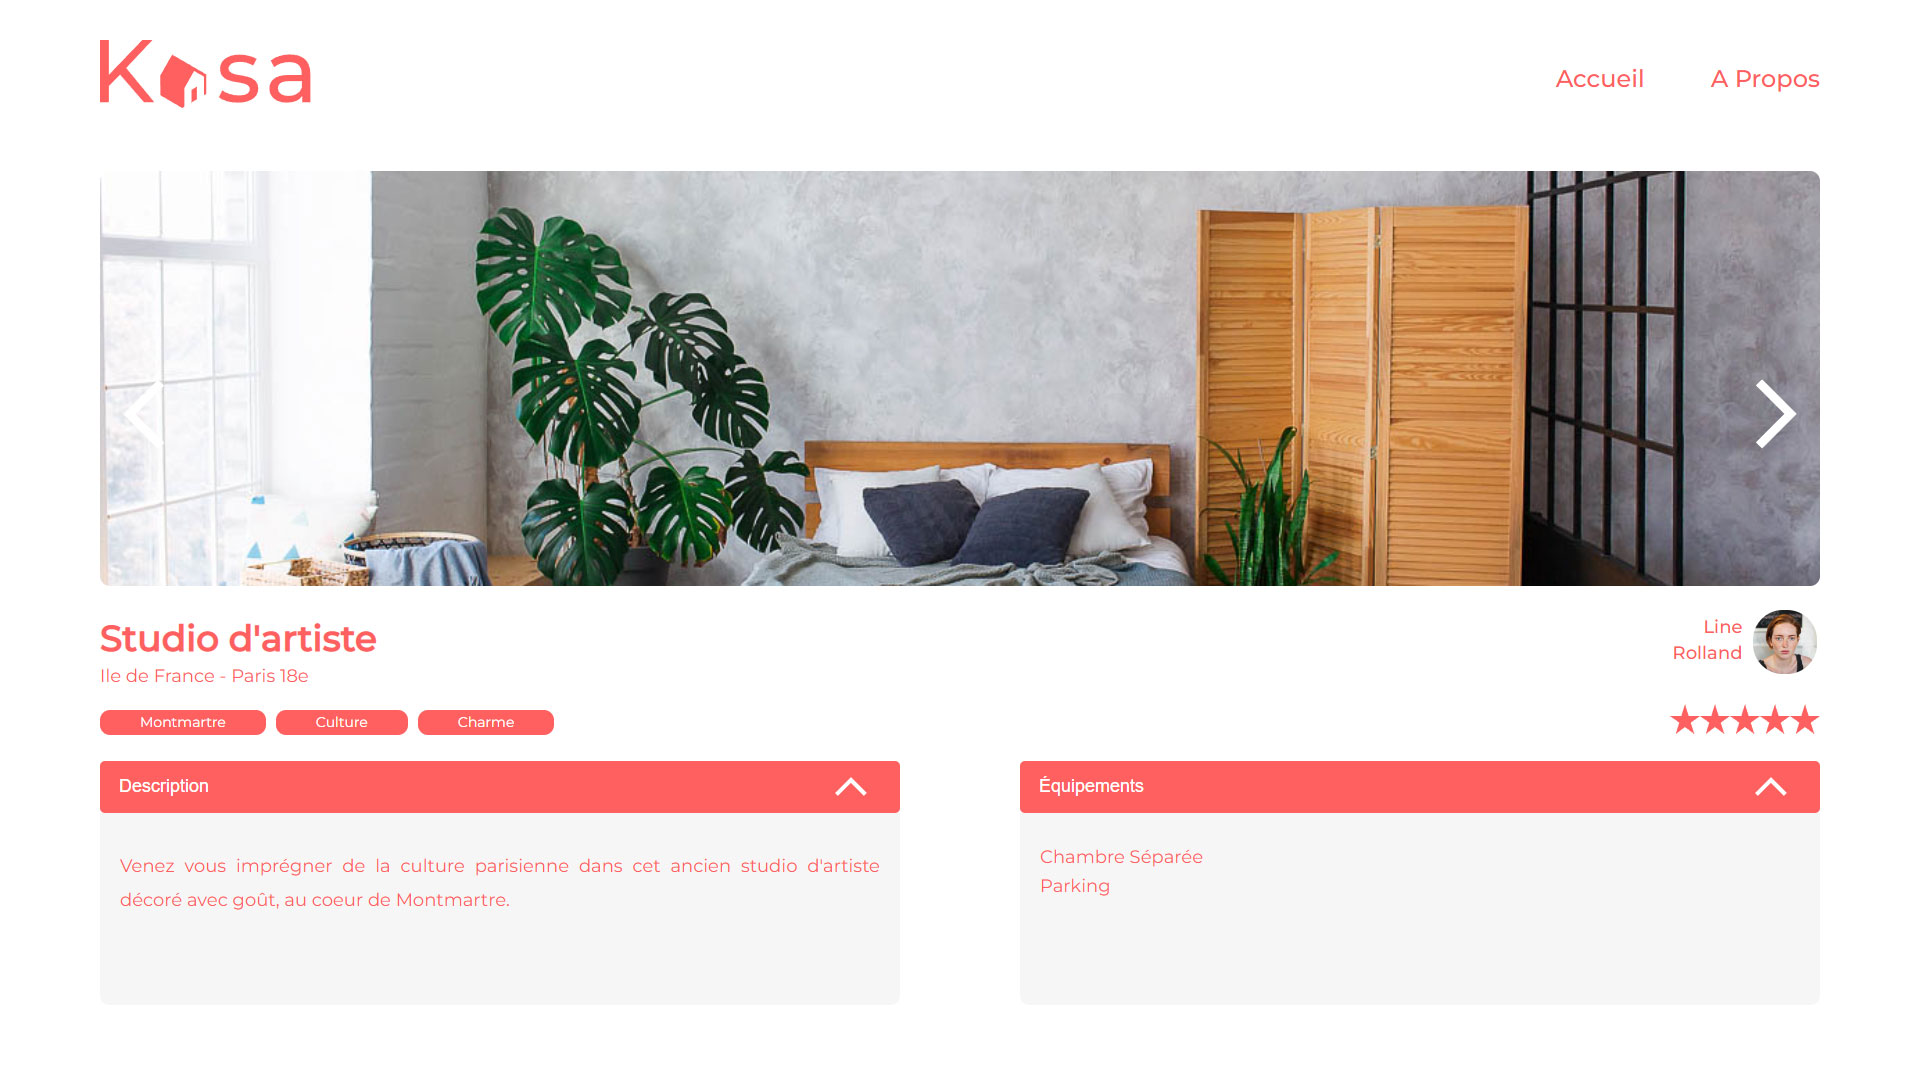 Kasa
Accueil
A Propos
Studio d'artiste
Ile de France - Paris 18e
Line
Rolland
Montmartre
Culture
Charme
Description
Venez vous imprégner de la culture parisienne dans cet ancien studio d'artiste
décoré avec goût, au coeur de Montmartre.
Équipements
Chambre Séparée
Parking